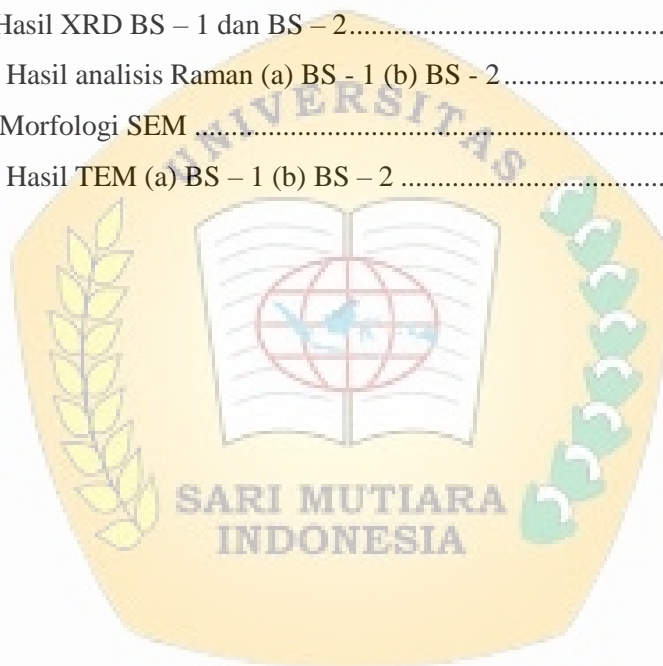 Hasil XRD BS – 1 dan BS – 2.......................................................
Hasil analisis Raman (a) BS - 1 (b) BS - 2............................
Morfologi SEM ...............................................................................
Hasil TEM (a) BS – 1 (b) BS – 2 .............................................
UNIVERSITAS
SARI MUTIARA
INDONESIA